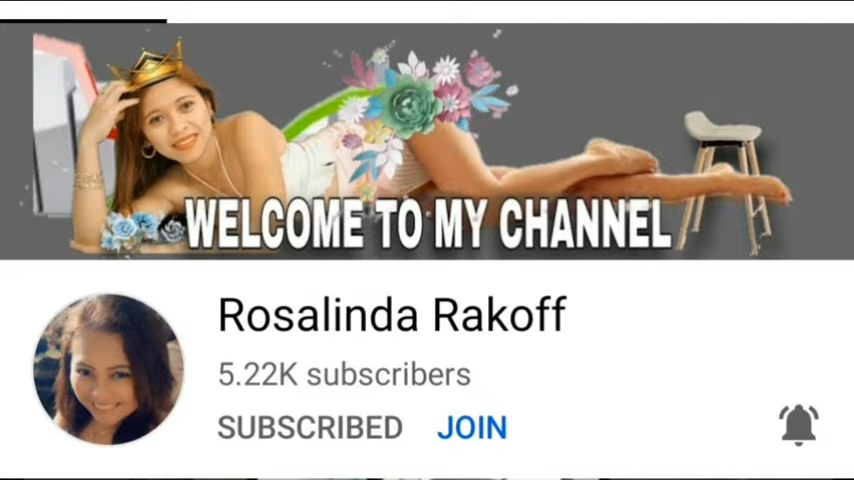 WELCOME TO MY CHANNEL
Rosalinda Rakoff
5.22K subscribers
SUBSCRIBED JOIN